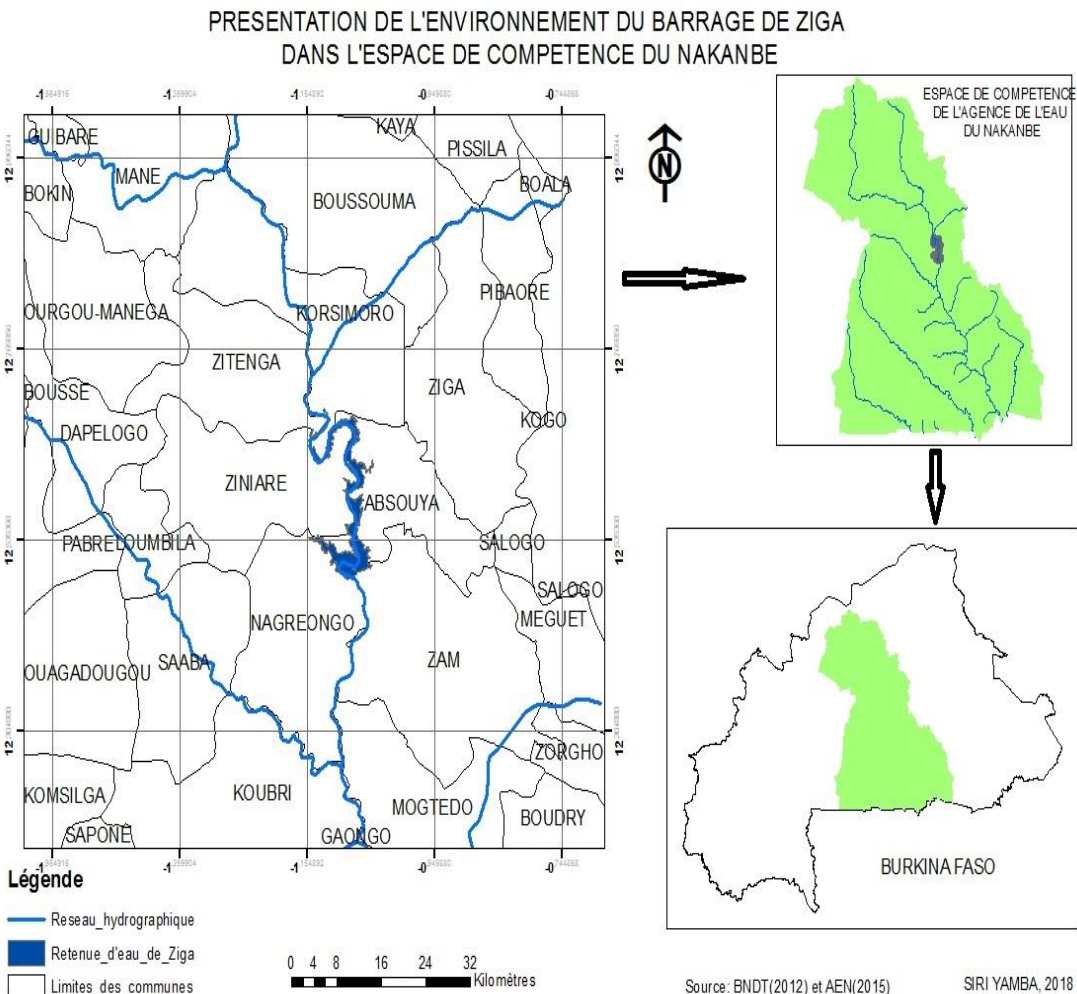 PRESENTATION DE L'ENVIRONNEMENT DU BARRAGE DE ZIGA
DANS L'ESPACE DE COMPETENCE DU NAKANBE
ESPACE DE COMPETENCE
DE L'AGENCE DE L'EAU
DU NAKANBE
N
GUIBARE
KAYA
PISSILA
MANE
BOALA
BOKIN
BOUSSOUMA
PIBAORE
OURGOU-MANEGA
KORSIMORO
ZITENGA
ZIGA
BOUSSE
KOGO
DAPELOGO
ZINIARE
ABSOUYA
PABRE
LOUMBILA
SALOGO
SALOGO
MEGUET
NAGREONGO
ZAM
SAABA
OUAGADOUGOU
ZORGHO
KOMSILGA
KOUBRI
MOGTEDO
BOUDRY
SAPONE
GAONGO
BURKINA FASO
Légende
Reseau_hydrographique
Retenue_d'eau_de_Ziga
Limites des communes
0 4 8 16 24 32
Kilomètres
Source: BNDT(2012) et AEN(2015)
SIRI YAMBA, 2018